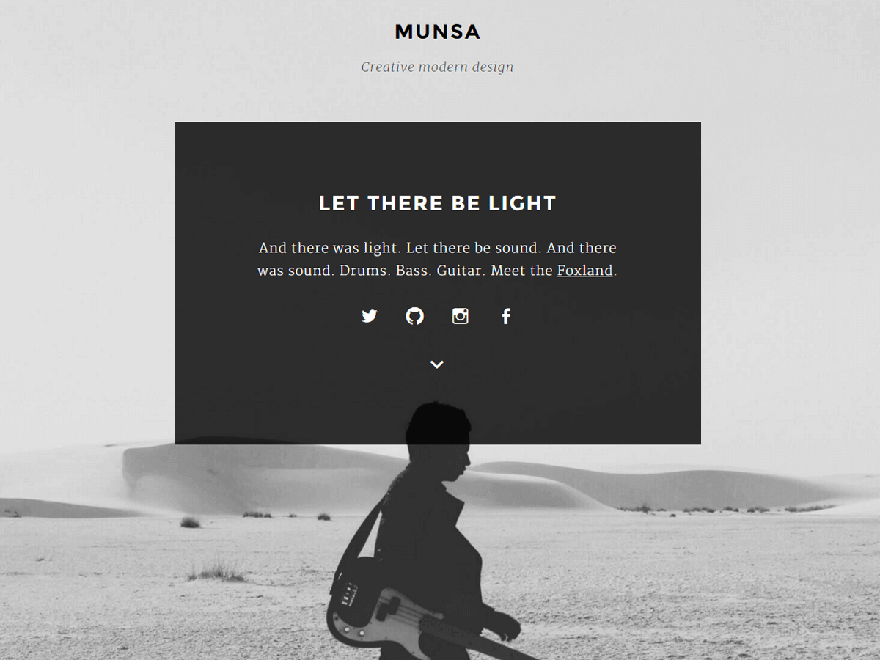 MUNSA
Creative modern design
LET THERE BE LIGHT
And there was light. Let there be sound. And there
was sound. Drums. Bass. Guitar. Meet the Foxland.